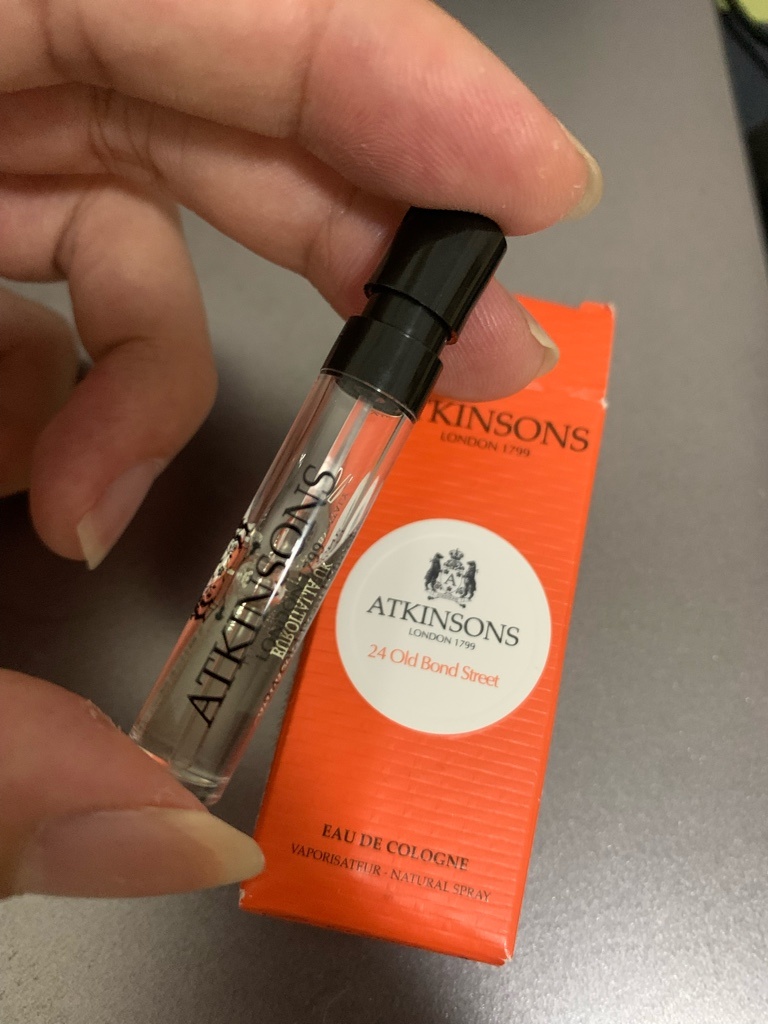 ATKINSONS
ATKINSONS
LONDON 1799
A
ATKINSONS
LONDON 1799
24 Old Bond Street
EAU DE COLOGNE
VAPORISATEUR - NATURAL SPRAY